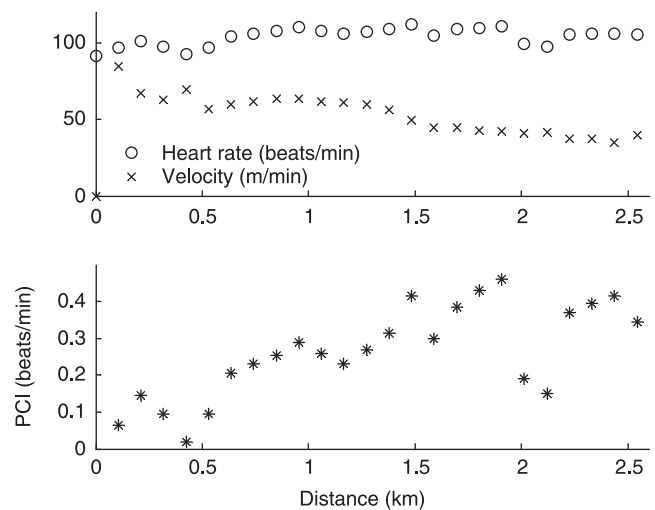 100
50
0
Heart rate (beats/min)
Velocity (m/min)
0 0.5 1 1.5 2 2.5
0.4
0.3
0.2
0.1
0
PCI (beats/min)
0 0.5 1 1.5 2 2.5
Distance (km)